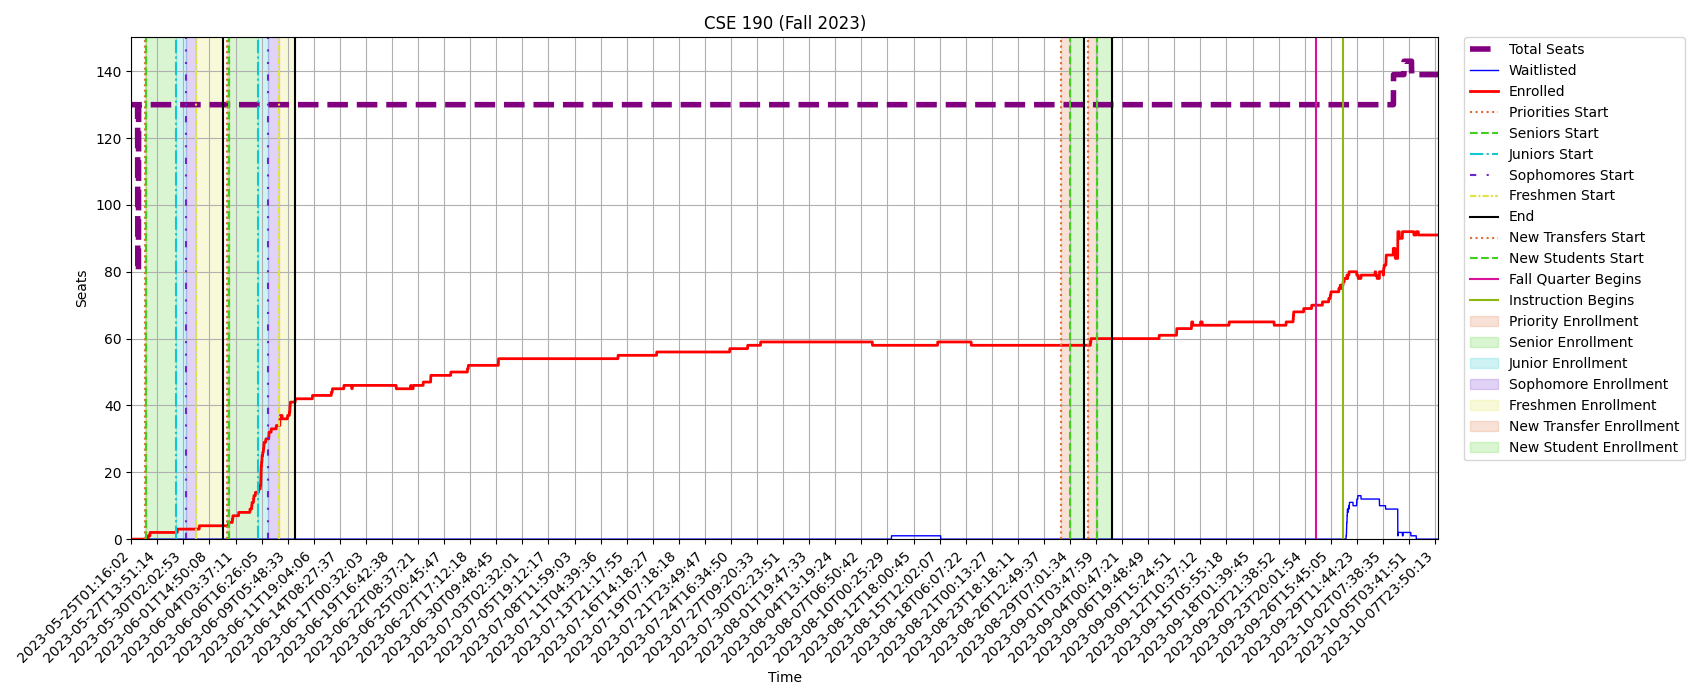 CSE 190 (Fall 2023)
140
120
100
80
60
40
20
0
Seats
2023-05-25T01:16:02
2023-05-27T13:51:14
2023-05-30T02:02:53
2023-06-01T14:50:08
2023-06-04T03:37:11
2023-06-06T16:26:05
2023-06-09T05:48:33
2023-06-11T19:04:06
2023-06-14T08:27:37
2023-06-17T00:32:03
2023-06-19T16:42:38
2023-06-22T08:37:21
2023-06-25T00:45:47
2023-06-27T17:12:18
2023-06-30T09:48:45
2023-07-03T02:32:01
2023-07-05T19:12:17
2023-07-08T11:59:03
2023-07-11T04:39:36
2023-07-13T21:17:55
2023-07-16T14:18:27
2023-07-19T07:18:18
2023-07-21T23:49:47
2023-07-24T16:34:50
2023-07-27T09:20:33
2023-07-30T02:23:51
2023-08-01T19:47:33
2023-08-04T13:19:24
2023-08-07T06:50:42
2023-08-10T00:25:29
2023-08-12T18:00:45
2023-08-15T12:02:07
2023-08-18T06:07:22
2023-08-21T00:13:27
2023-08-23T18:18:11
2023-08-26T12:49:37
2023-08-29T07:01:34
2023-09-01T03:47:59
2023-09-04T00:47:21
2023-09-06T19:48:49
2023-09-09T15:24:51
2023-09-12T10:37:12
2023-09-15T05:55:18
2023-09-18T01:39:45
2023-09-20T21:38:52
2023-09-23T20:01:54
2023-09-26T15:45:05
2023-09-29T11:44:23
2023-10-02T07:38:35
2023-10-05T03:41:51
2023-10-07T23:50:13
Time
Total Seats
Waitlisted
Enrolled
Priorities Start
Seniors Start
Juniors Start
Sophomores Start
Freshmen Start
End
New Transfers Start
New Students Start
Fall Quarter Begins
Instruction Begins
Priority Enrollment
Senior Enrollment
Junior Enrollment
Sophomore Enrollment
Freshmen Enrollment
New Transfer Enrollment
New Student Enrollment